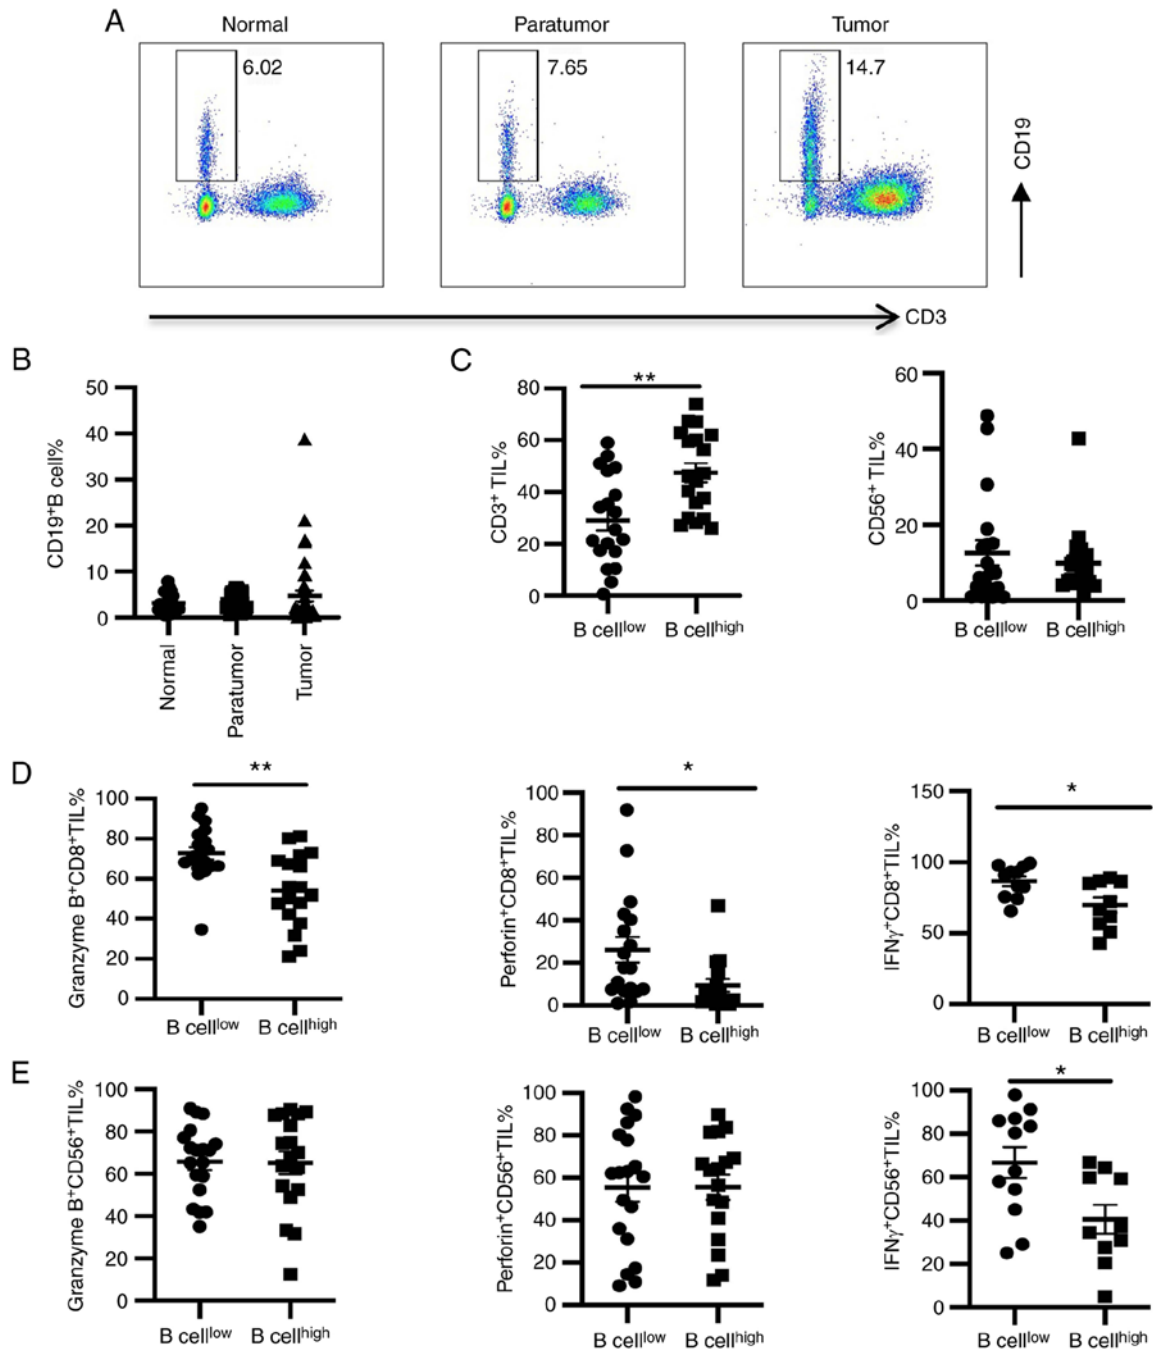 A
Normal
Paratumor
Tumor
6.02
7.65
14.7
CD19
CD3
B
CD19⁺B cell%
50
40
30
20
10
0
Normal
Paratumor
Tumor
C
CD3⁺ TIL%
80
60
40
20
0
**
B cellˡᵒʷ
B cellʰⁱᵍʰ
CD56⁺ TIL%
60
40
20
0
B cellˡᵒʷ
B cellʰⁱᵍʰ
D
Granzyme B⁺CD8⁺TIL%
100
80
60
40
20
0
**
B cellˡᵒʷ
B cellʰⁱᵍʰ
Perforin⁺CD8⁺TIL%
100
80
60
40
20
0
*
B cellˡᵒʷ
B cellʰⁱᵍʰ
IFNγ⁺CD8⁺TIL%
150
100
50
0
*
B cellˡᵒʷ
B cellʰⁱᵍʰ
E
Granzyme B⁺CD56⁺TIL%
100
80
60
40
20
0
B cellˡᵒʷ
B cellʰⁱᵍʰ
Perforin⁺CD56⁺TIL%
100
80
60
40
20
0
B cellˡᵒʷ
B cellʰⁱᵍʰ
IFNγ⁺CD56⁺TIL%
100
80
60
40
20
0
*
B cellˡᵒʷ
B cellʰⁱᵍʰ